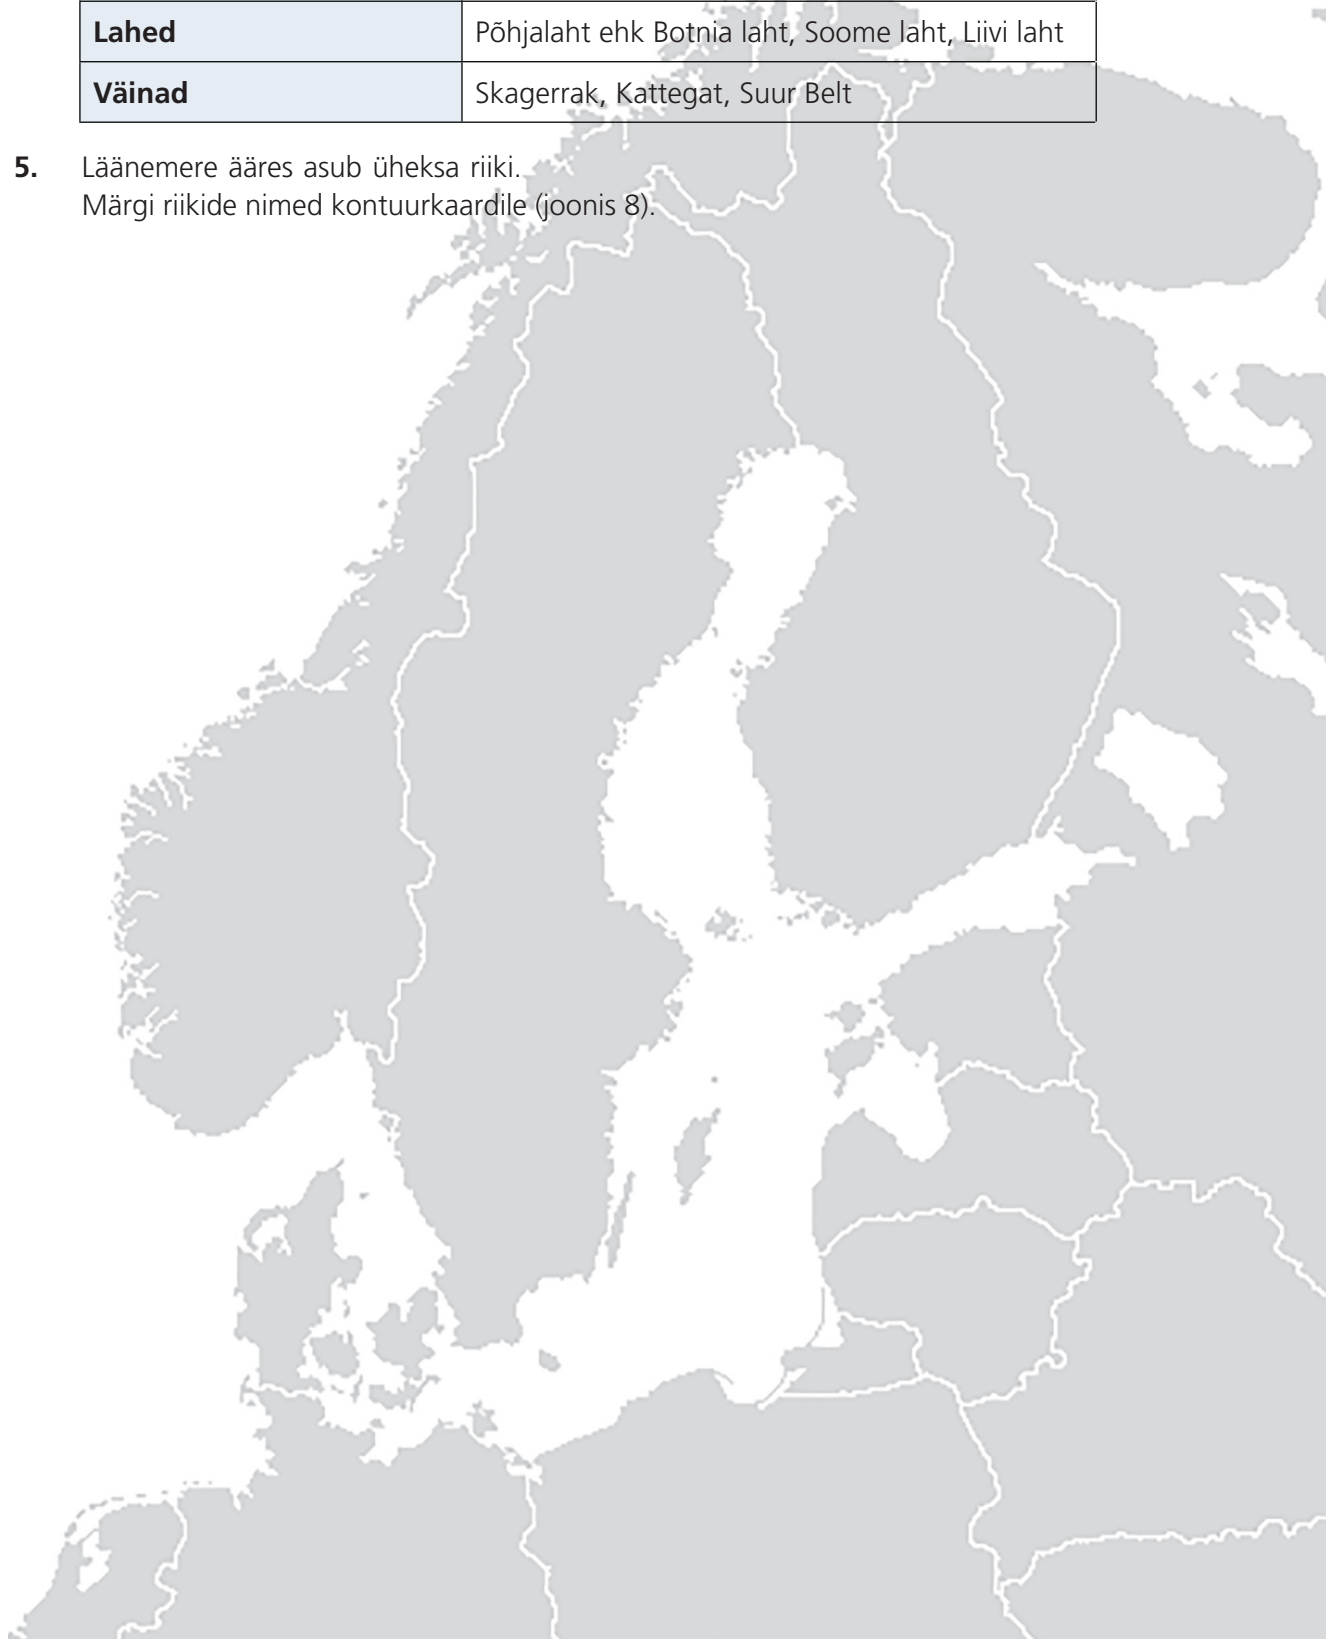 Lahed Põhjalaht ehk Botnia laht, Soome laht, Liivi laht
Väinad Skagerrak, Kattegat, Suur Belt
5. Läänemere ääres asub üheksa riiki.
Märgi riikide nimed kontuurkaardile (joonis 8).